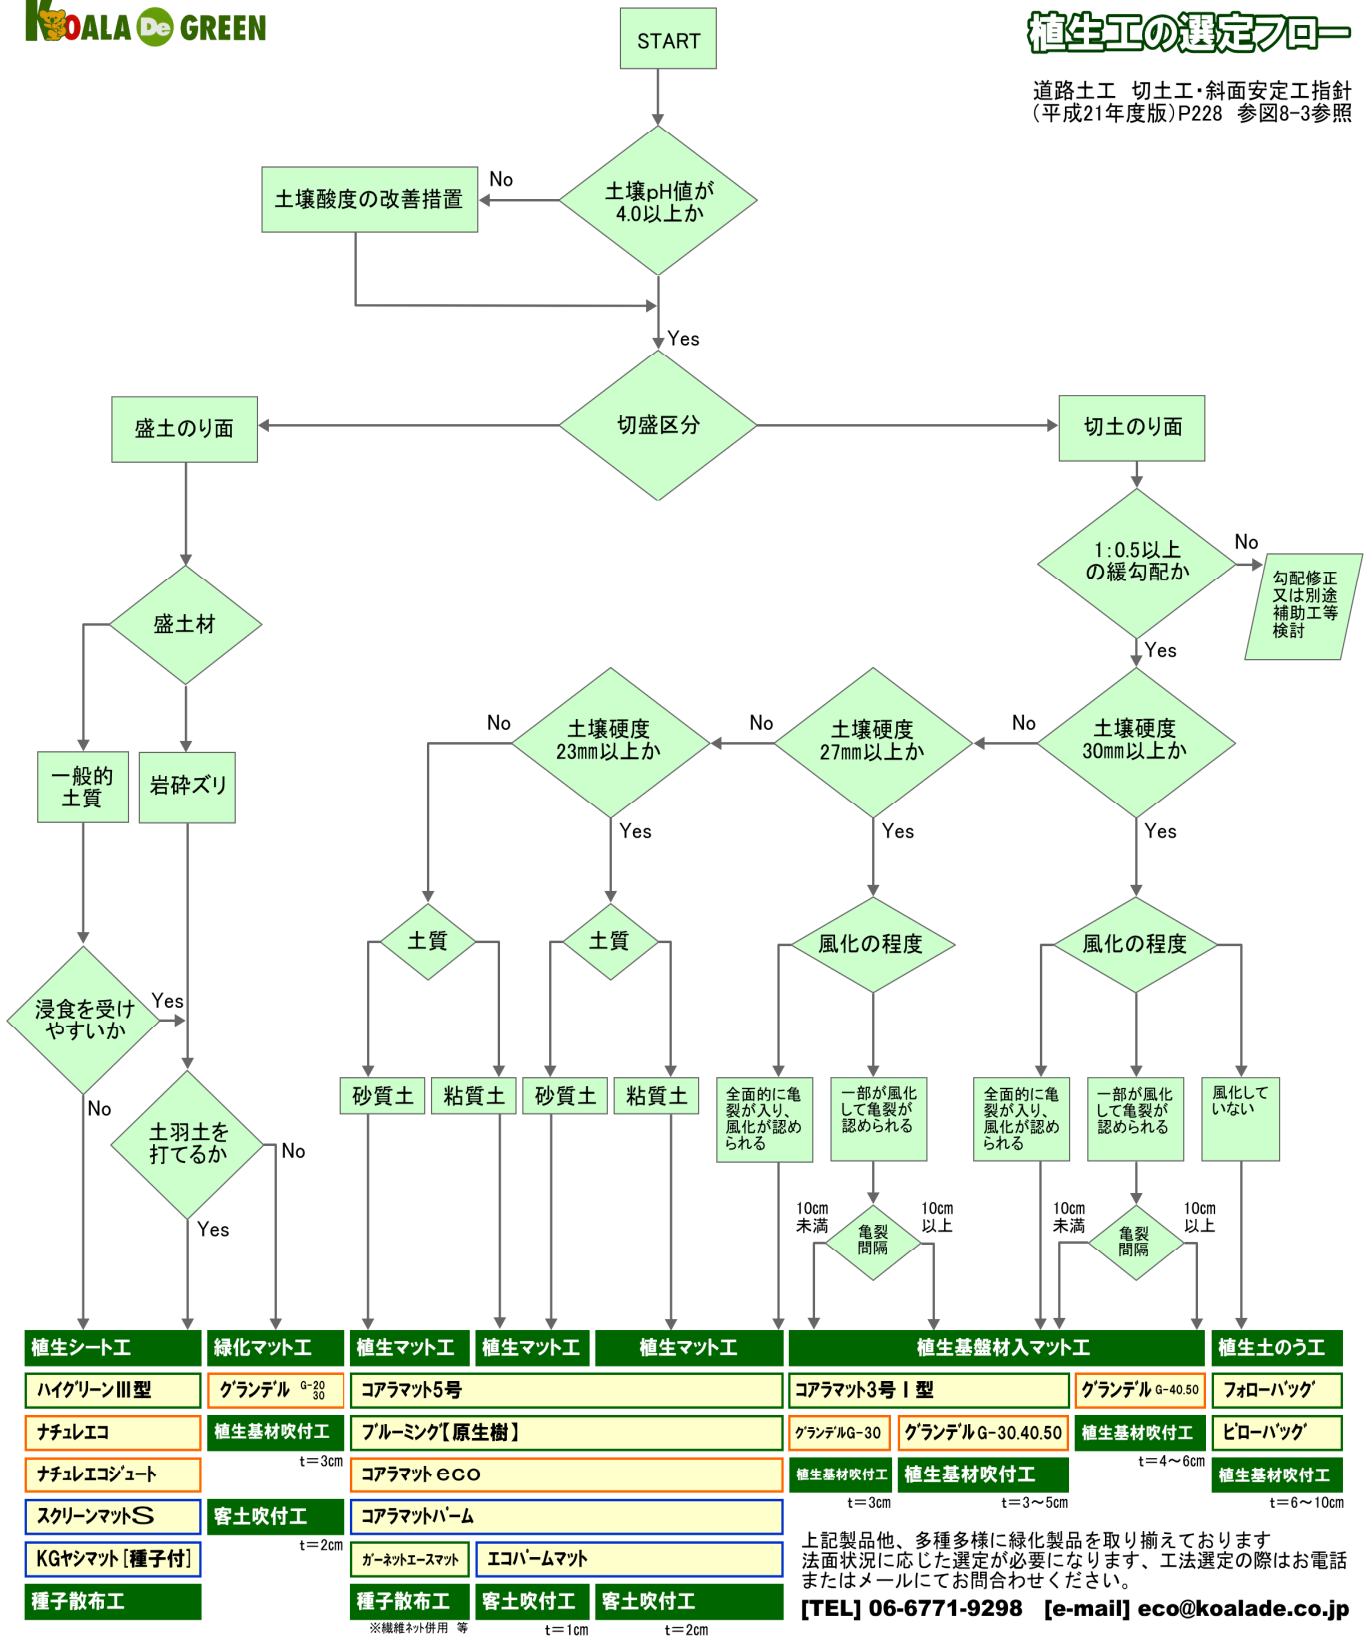 KOALA De GREEN
植生工の選定フロー
道路土工　切土工・斜面安定工指針
（平成21年度版）P228　参図8-3参照
START
土壌pH値が
4.0以上か
No
土壌酸度の改善措置
Yes
切盛区分
盛土のり面
切土のり面
1：0.5以上
の緩勾配か
No
勾配修正
又は別途
補助工等
検討
Yes
盛土材
土壌硬度
23㎜以上か
No
土壌硬度
27㎜以上か
No
土壌硬度
30㎜以上か
No
一般的
土質
岩砕ズリ
Yes
Yes
Yes
土質
土質
風化の程度
風化の程度
浸食を受け
やすいか
Yes
No
砂質土
粘質土
砂質土
粘質土
全面的に亀
裂が入り、
風化が認め
られる
一部が風化
して亀裂が
認められる
全面的に亀
裂が入り、
風化が認め
られる
一部が風化
して亀裂が
認められる
風化して
いない
土羽土を
打てるか
No
Yes
10㎝
未満
亀裂
間隔
10㎝
以上
10㎝
未満
亀裂
間隔
10㎝
以上
植生シート工
緑化マット工
植生マット工
植生マット工
植生マット工
植生基盤材入マット工
植生土のう工
ハイグリーンⅢ型
グランデル G-20
30
コアラマット5号
コアラマット3号Ⅰ型
グランデル G-40.50
フォローバッグ
ナチュレエコ
植生基材吹付工
t＝3㎝
ブルーミング【原生樹】
グランデルG-30
グランデルG-30.40.50
植生基材吹付工
t＝4～6㎝
ピローバッグ
ナチュレエコジュート
コアラマット eco
植生基材吹付工
t＝3㎝
植生基材吹付工
t＝3～5㎝
植生基材吹付工
t＝6～10㎝
スクリーンマットS
客土吹付工
t＝2㎝
コアラマットパーム
KGヤシマット［種子付］
ガーネットエースマット
エコパームマット
種子散布工
種子散布工
※繊維ネット併用　等
客土吹付工
t＝1㎝
客土吹付工
t＝2㎝
上記製品他、多種多様に緑化製品を取り揃えております
法面状況に応じた選定が必要になります、工法選定の際はお電話
またはメールにてお問合わせください。
[TEL] 06-6771-9298　[e-mail] eco@koalade.co.jp